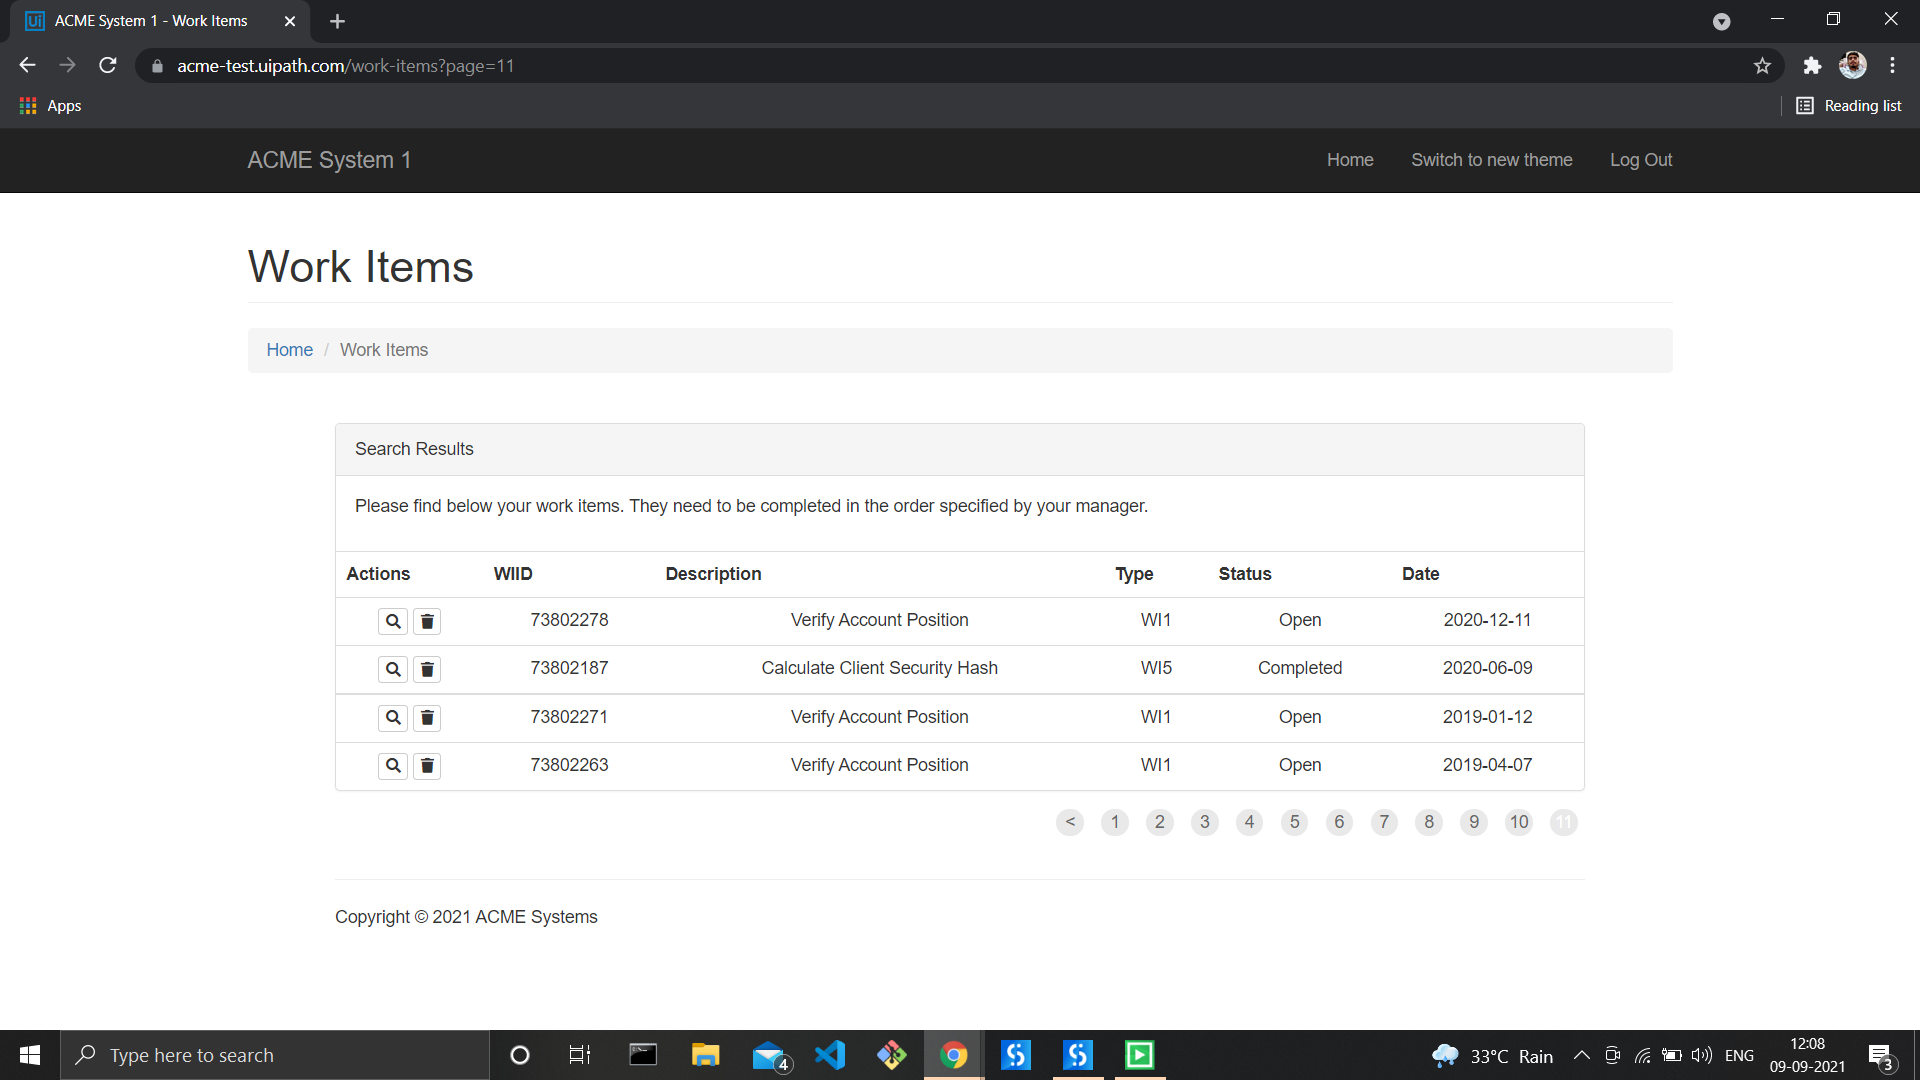 ACME System 1 - Work Items
acme-test.uipath.com/work-items?page=11
Apps
Reading list
ACME System 1
Home
Switch to new theme
Log Out
Work Items
Home / Work Items
Search Results
Please find below your work items. They need to be completed in the order specified by your manager.
Actions WIID Description Type Status Date
73802278 Verify Account Position WI1 Open 2020-12-11
73802187 Calculate Client Security Hash WI5 Completed 2020-06-09
73802271 Verify Account Position WI1 Open 2019-01-12
73802263 Verify Account Position WI1 Open 2019-04-07
< 1 2 3 4 5 6 7 8 9 10 11
Copyright © 2021 ACME Systems
Type here to search
4
33°C Rain
ENG
12:08
09-09-2021
3